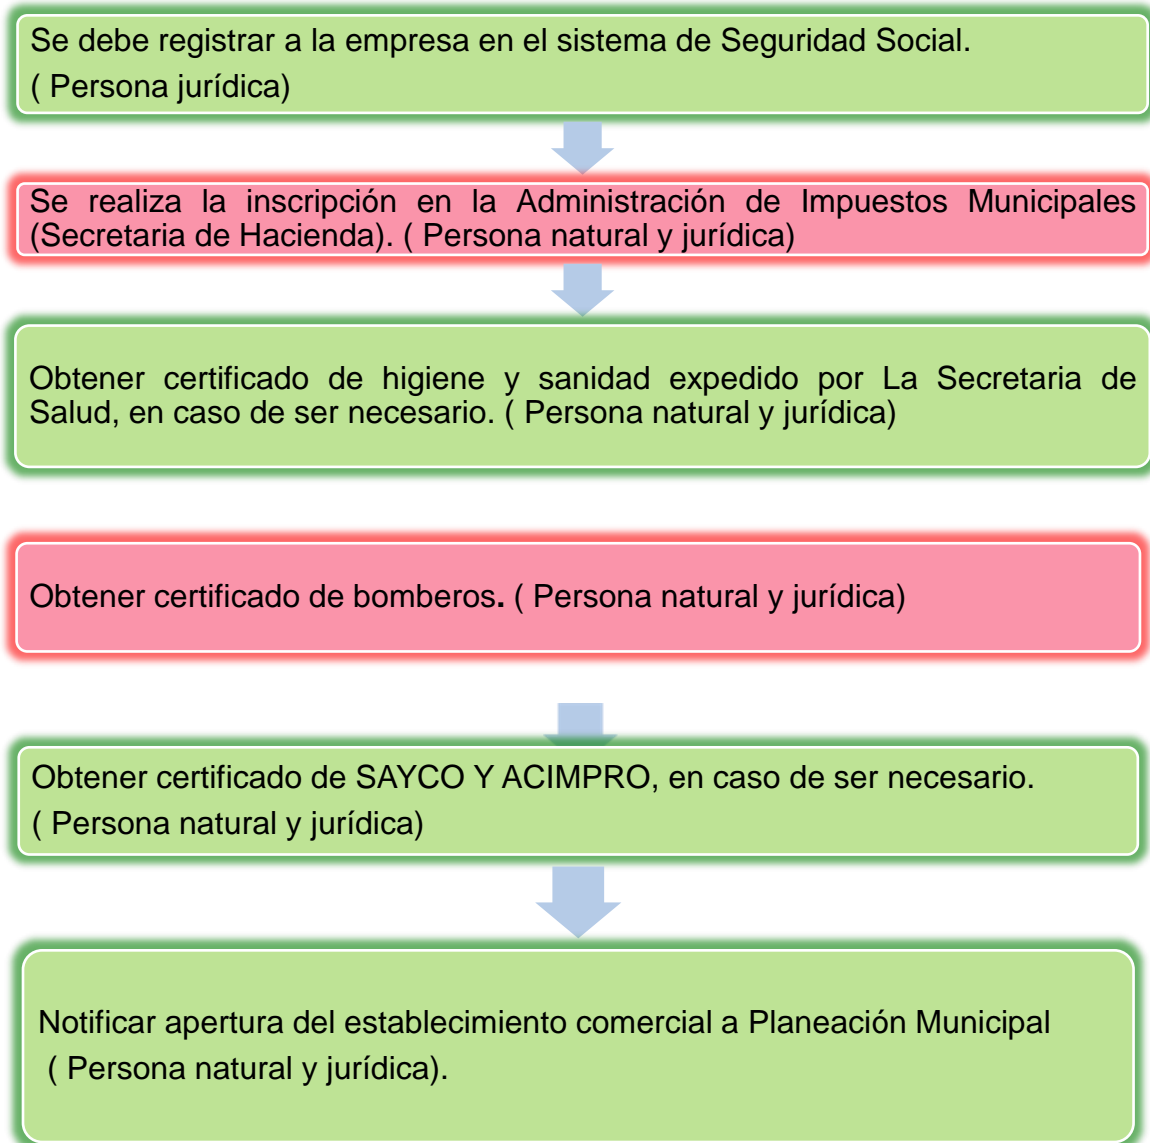 Se debe registrar a la empresa en el sistema de Seguridad Social.
( Persona jurídica)
Se realiza la inscripción en la Administración de Impuestos Municipales
(Secretaria de Hacienda). ( Persona natural y jurídica)
Obtener certificado de higiene y sanidad expedido por La Secretaria de
Salud, en caso de ser necesario. ( Persona natural y jurídica)
Obtener certificado de bomberos. ( Persona natural y jurídica)
Obtener certificado de SAYCO Y ACIMPRO, en caso de ser necesario.
( Persona natural y jurídica)
Notificar apertura del establecimiento comercial a Planeación Municipal
( Persona natural y jurídica).